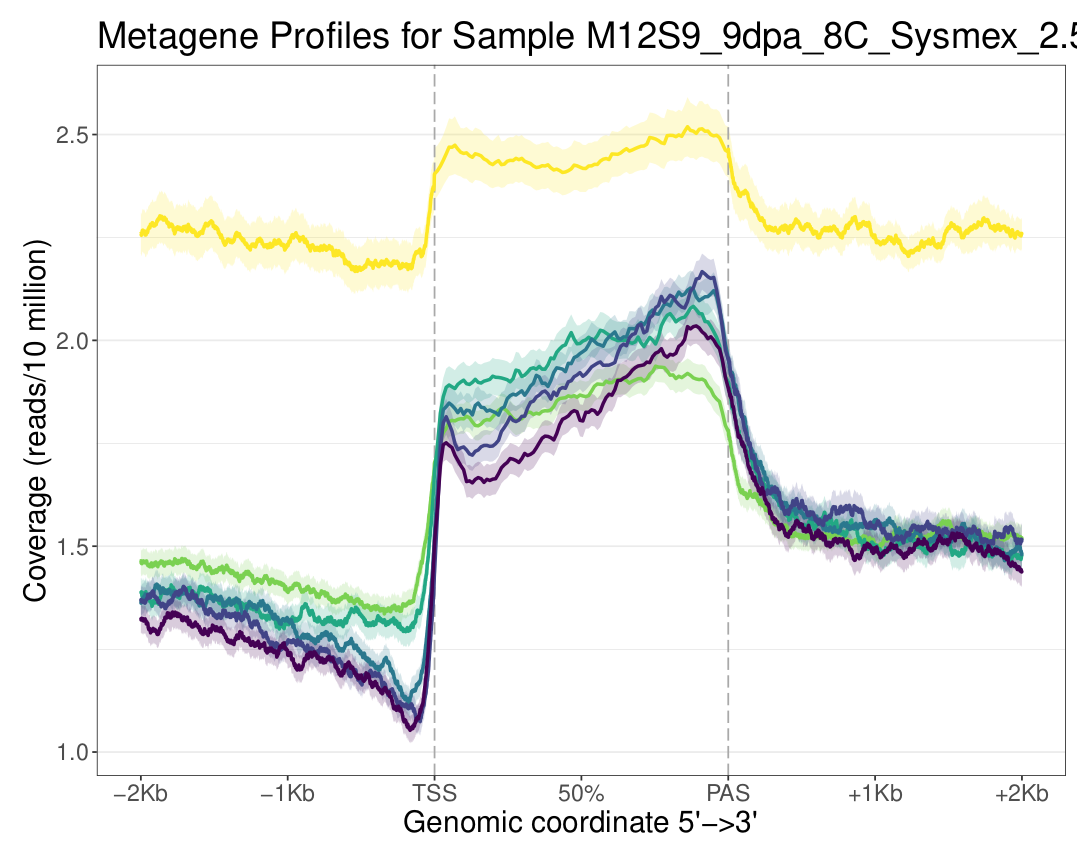 Metagene Profiles for Sample M12S9_9dpa_8C_Sysmex_2.5
2.5
2.0
1.5
1.0
Coverage (reads/10 million)
−2Kb −1Kb TSS 50% PAS +1Kb +2Kb
Genomic coordinate 5'−>3'